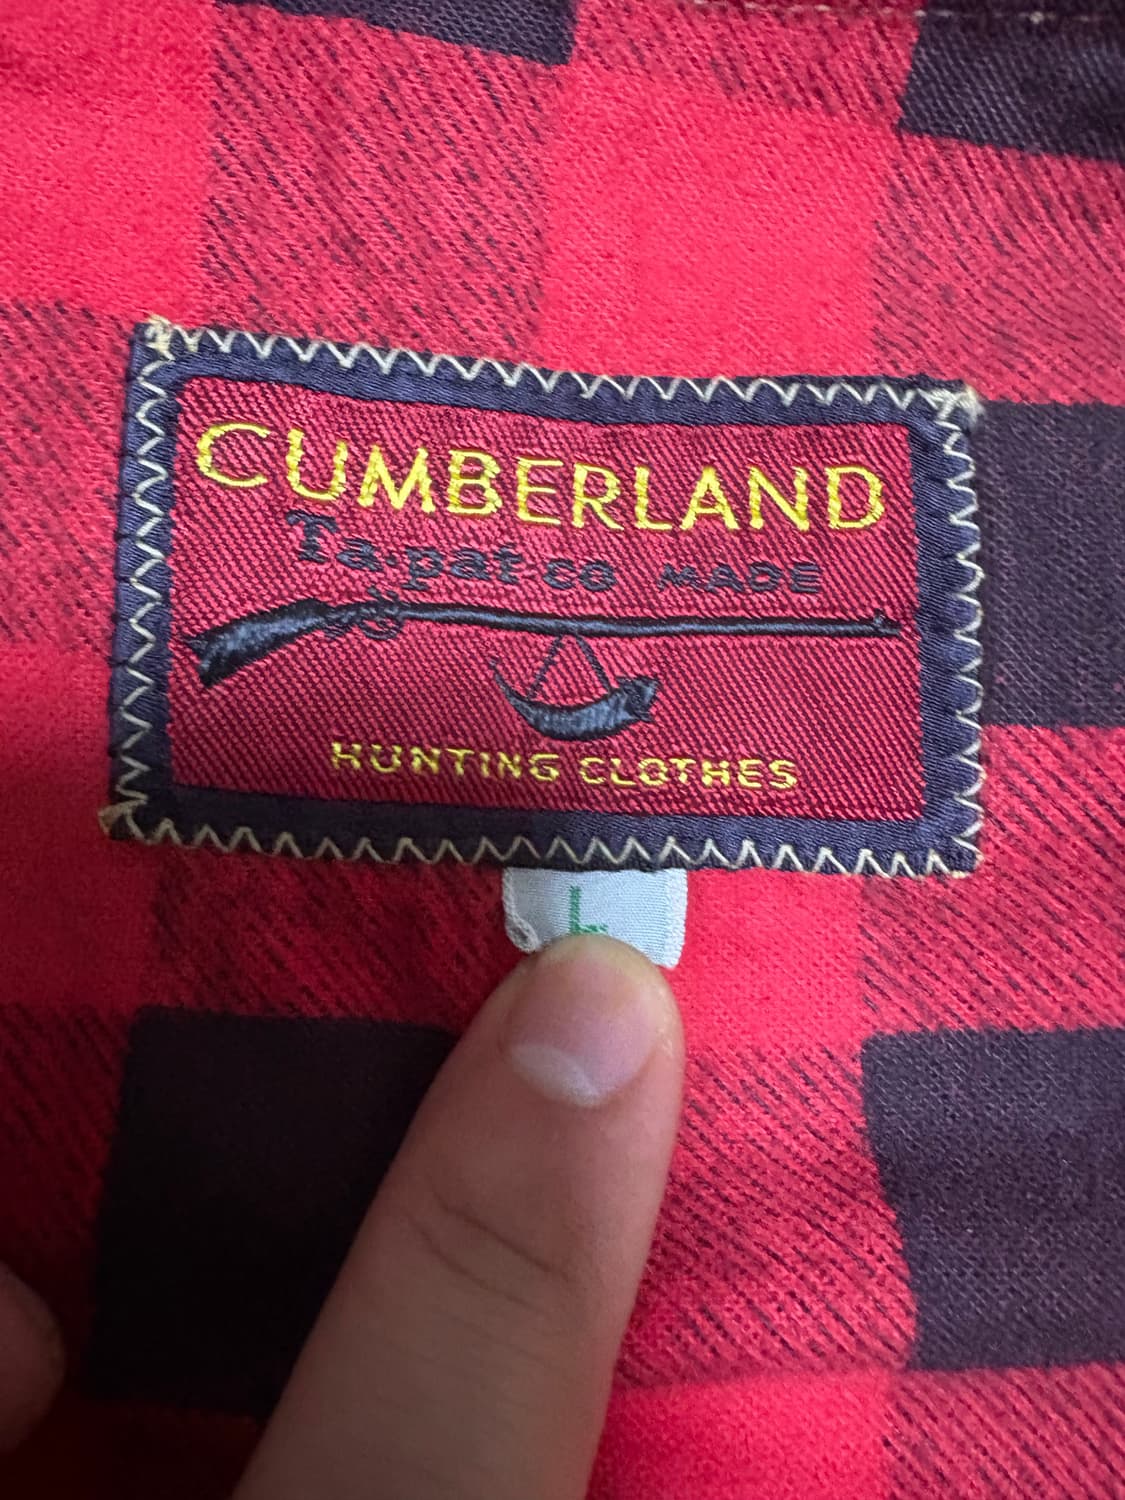 CUMBERLAND
Ta·pat·co MADE
HUNTING CLOTHES
L